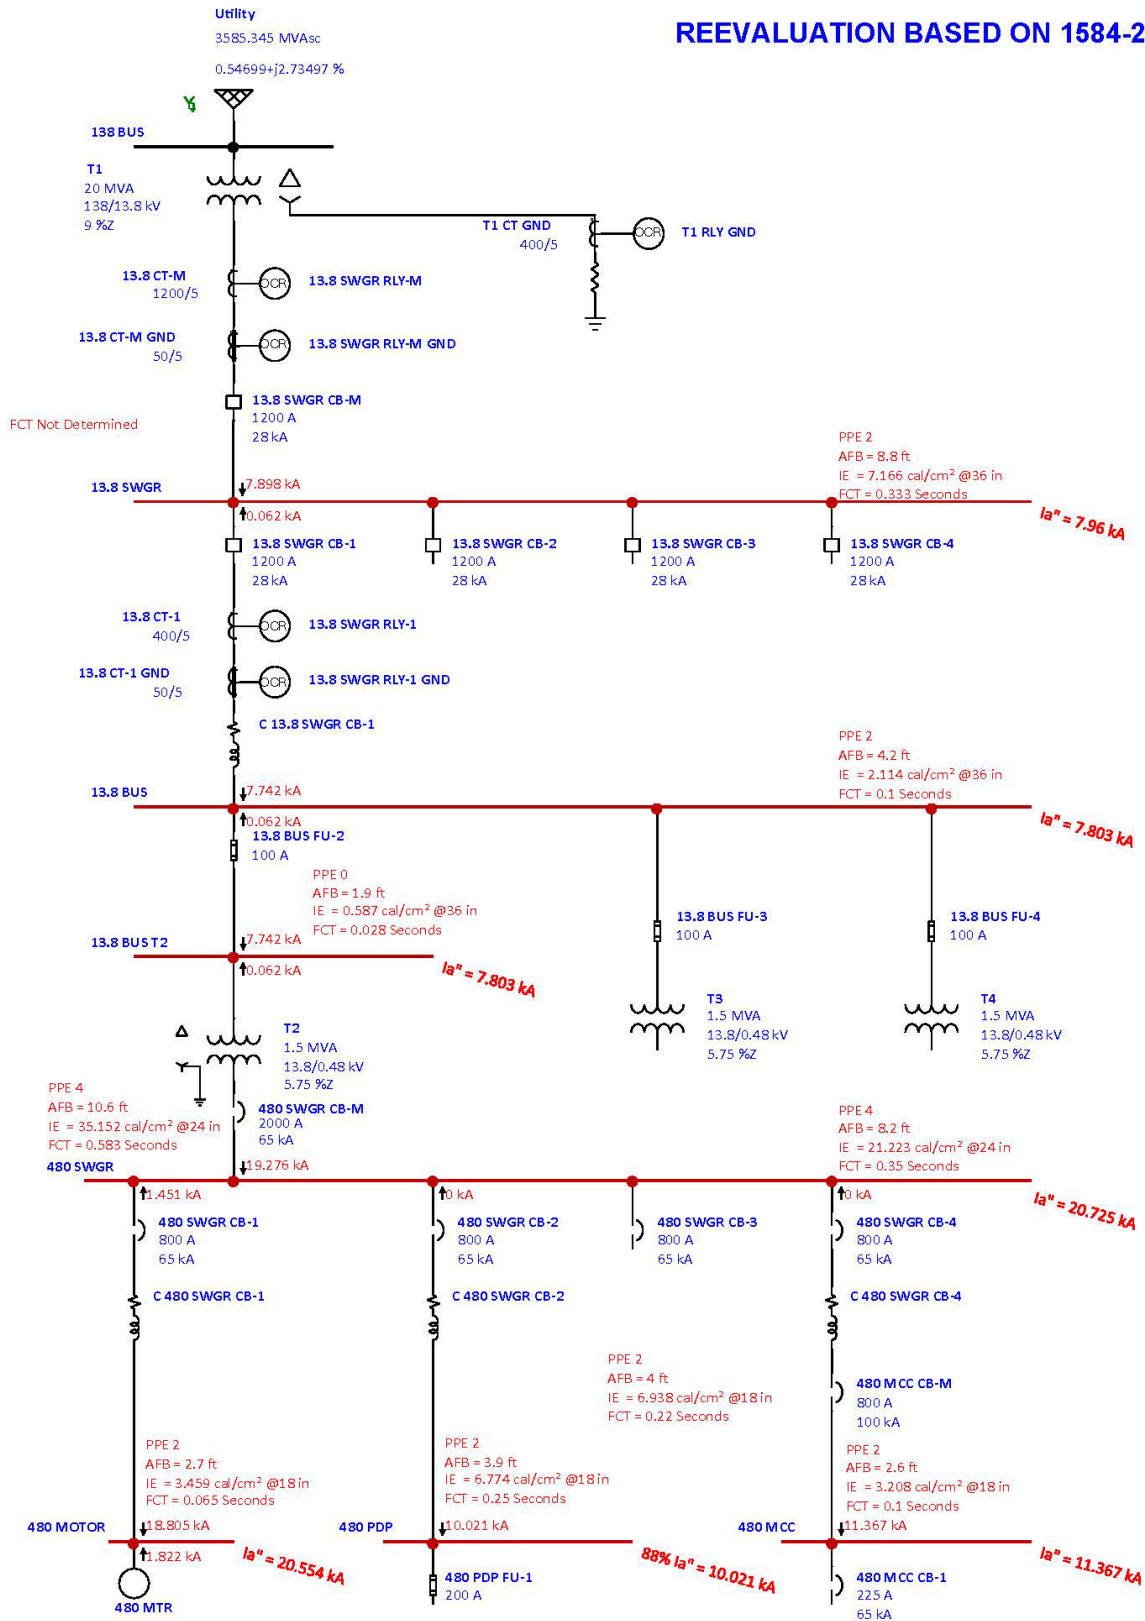 Utility
3585.345 MVAsc
0.54699+j2.73497 %
REEVALUATION BASED ON 1584-2
138 BUS
T1
20 MVA
138/13.8 kV
9 %Z
T1 CT GND
400/5
OCR
T1 RLY GND
13.8 CT-M
1200/5
OCR
13.8 SWGR RLY-M
13.8 CT-M GND
50/5
OCR
13.8 SWGR RLY-M GND
13.8 SWGR CB-M
1200 A
28 kA
FCT Not Determined
PPE 2
AFB = 8.8 ft
IE = 7.166 cal/cm² @36 in
FCT = 0.333 Seconds
13.8 SWGR
7.898 kA
0.062 kA
Ia" = 7.96 kA
13.8 SWGR CB-1
1200 A
28 kA
13.8 SWGR CB-2
1200 A
28 kA
13.8 SWGR CB-3
1200 A
28 kA
13.8 SWGR CB-4
1200 A
28 kA
13.8 CT-1
400/5
OCR
13.8 SWGR RLY-1
13.8 CT-1 GND
50/5
OCR
13.8 SWGR RLY-1 GND
C 13.8 SWGR CB-1
PPE 2
AFB = 4.2 ft
IE = 2.114 cal/cm² @36 in
FCT = 0.1 Seconds
13.8 BUS
7.742 kA
0.062 kA
Ia" = 7.803 kA
13.8 BUS FU-2
100 A
PPE 0
AFB = 1.9 ft
IE = 0.587 cal/cm² @36 in
FCT = 0.028 Seconds
13.8 BUS FU-3
100 A
13.8 BUS FU-4
100 A
13.8 BUS T2
7.742 kA
0.062 kA
Ia" = 7.803 kA
T2
1.5 MVA
13.8/0.48 kV
5.75 %Z
T3
1.5 MVA
13.8/0.48 kV
5.75 %Z
T4
1.5 MVA
13.8/0.48 kV
5.75 %Z
PPE 4
AFB = 10.6 ft
IE = 35.152 cal/cm² @24 in
FCT = 0.583 Seconds
480 SWGR CB-M
2000 A
65 kA
PPE 4
AFB = 8.2 ft
IE = 21.223 cal/cm² @24 in
FCT = 0.35 Seconds
480 SWGR
19.276 kA
1.451 kA
0 kA
0 kA
Ia" = 20.725 kA
480 SWGR CB-1
800 A
65 kA
480 SWGR CB-2
800 A
65 kA
480 SWGR CB-3
800 A
65 kA
480 SWGR CB-4
800 A
65 kA
C 480 SWGR CB-1
C 480 SWGR CB-2
C 480 SWGR CB-4
PPE 2
AFB = 4 ft
IE = 6.938 cal/cm² @18 in
FCT = 0.22 Seconds
480 MCC CB-M
800 A
100 kA
PPE 2
AFB = 2.7 ft
IE = 3.459 cal/cm² @18 in
FCT = 0.065 Seconds
PPE 2
AFB = 3.9 ft
IE = 6.774 cal/cm² @18 in
FCT = 0.25 Seconds
PPE 2
AFB = 2.6 ft
IE = 3.208 cal/cm² @18 in
FCT = 0.1 Seconds
480 MOTOR
18.805 kA
1.822 kA
Ia" = 20.554 kA
480 PDP
10.021 kA
88% Ia" = 10.021 kA
480 MCC
11.367 kA
Ia" = 11.367 kA
480 MTR
480 PDP FU-1
200 A
480 MCC CB-1
225 A
65 kA